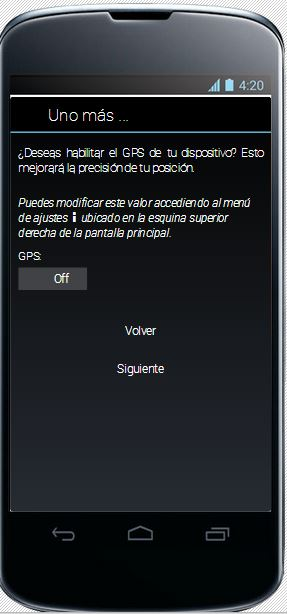 4:20
Uno más ...
¿Deseas habilitar el GPS de tu dispositivo? Esto
mejorará la precisión de tu posición.
Puedes modificar este valor accediendo al menú
de ajustes ubicado en la esquina superior
derecha de la pantalla principal.
GPS:
Off
Volver
Siguiente